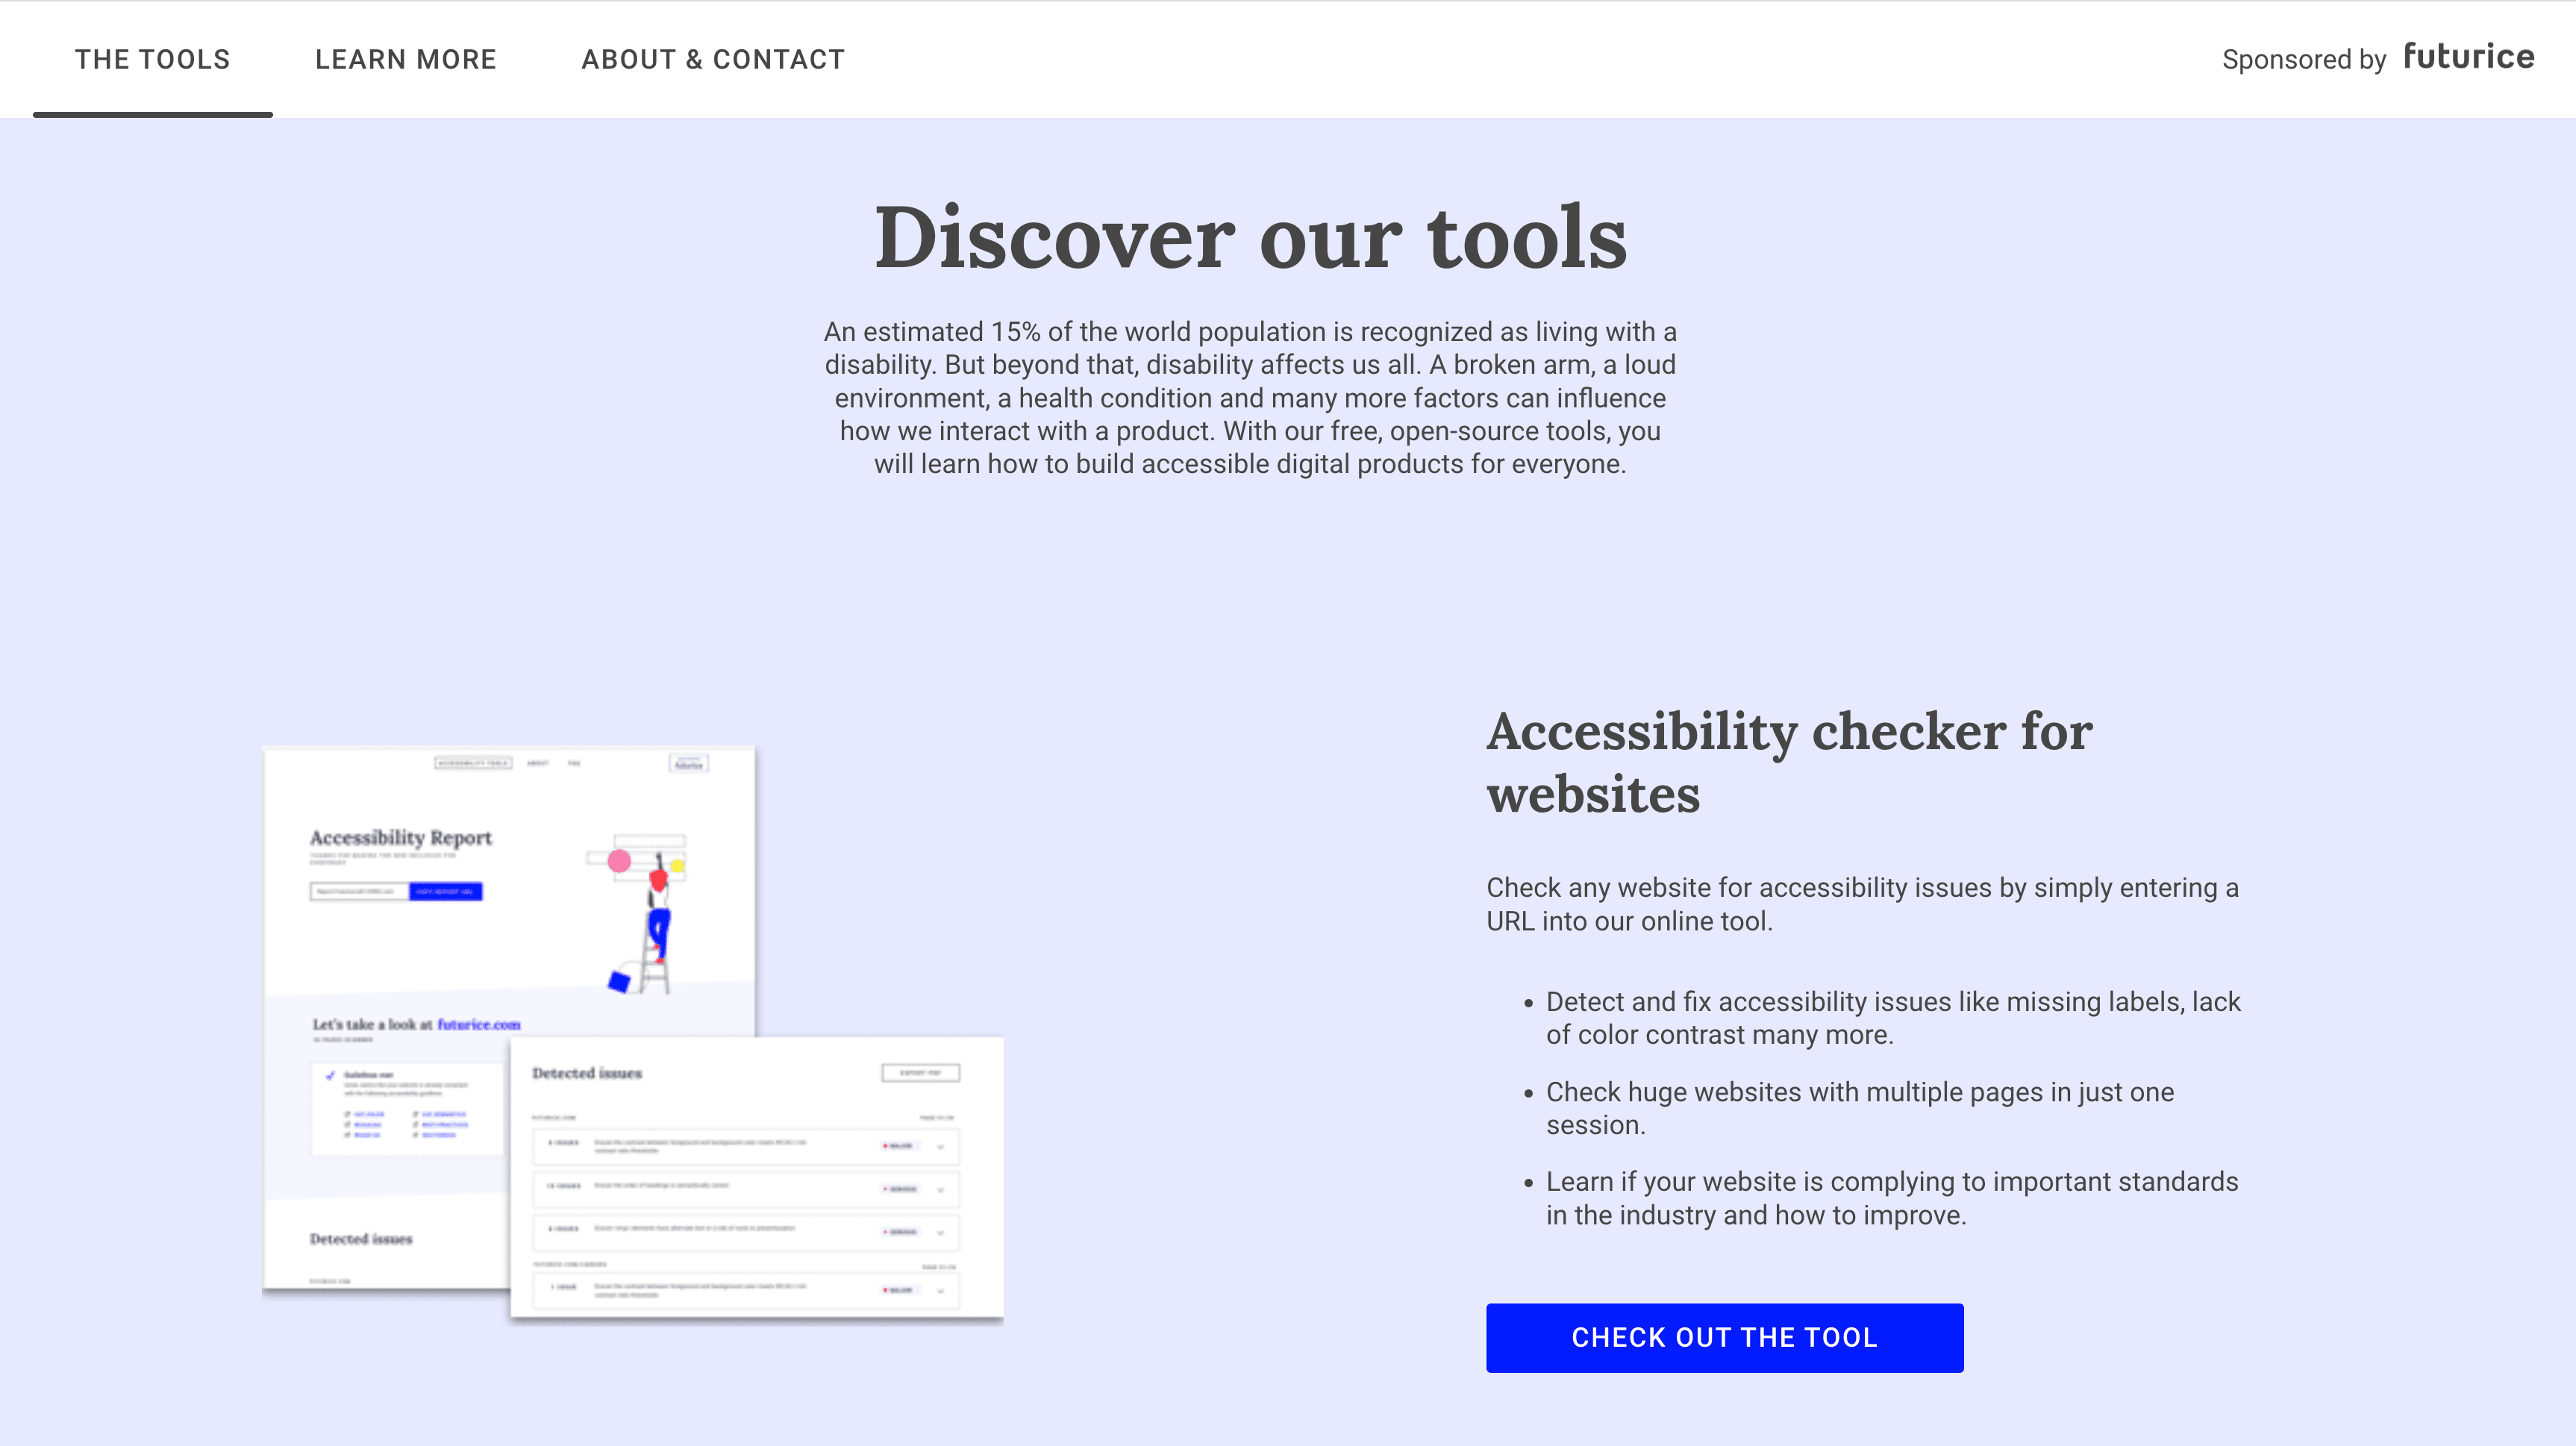 THE TOOLS
LEARN MORE
ABOUT & CONTACT
Sponsored by futurice
Discover our tools
An estimated 15% of the world population is recognized as living with a
disability. But beyond that, disability affects us all. A broken arm, a loud
environment, a health condition and many more factors can influence
how we interact with a product. With our free, open-source tools, you
will learn how to build accessible digital products for everyone.
ACCESSIBILITY TOOLS
ABOUT
FAQ
futurice
Accessibility Report
Let's take a look at futurice.com
Detected issues
Detected issues
Accessibility checker for
websites
Check any website for accessibility issues by simply entering a
URL into our online tool.
• Detect and fix accessibility issues like missing labels, lack
of color contrast many more.
• Check huge websites with multiple pages in just one
session.
• Learn if your website is complying to important standards
in the industry and how to improve.
CHECK OUT THE TOOL